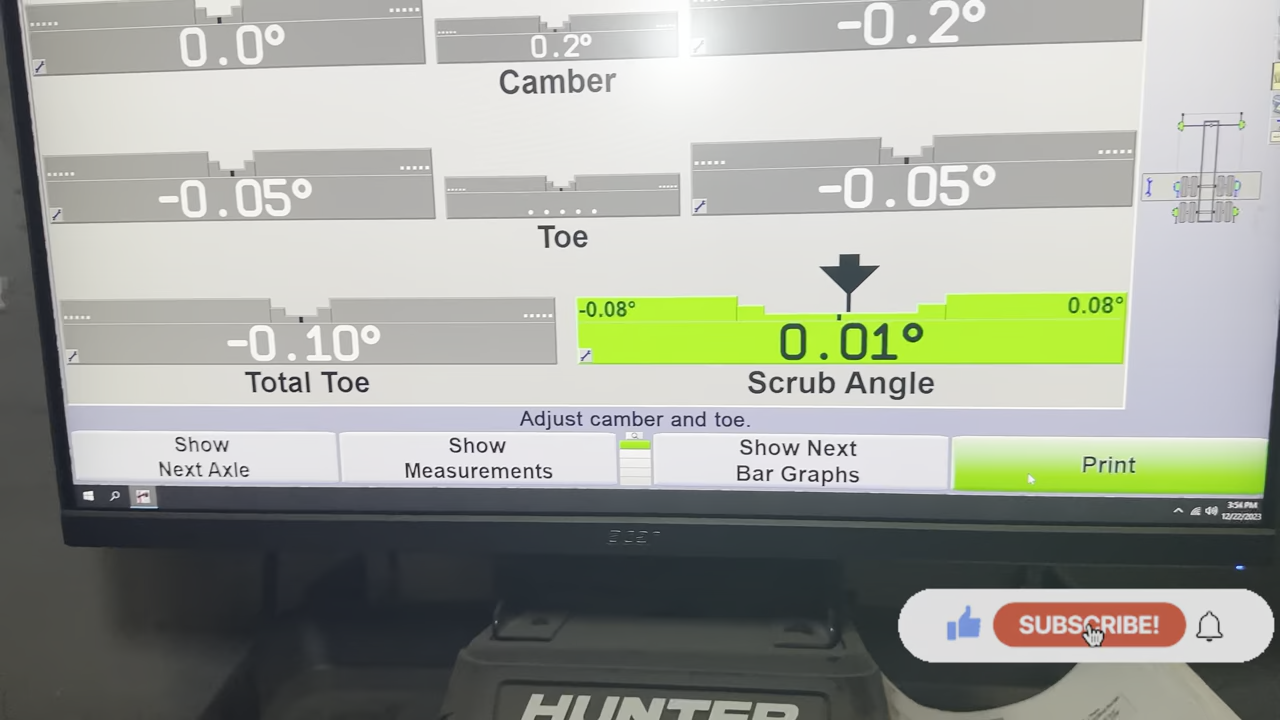 0.0° 0.2° -0.2°
Camber
-0.05° -0.05°
Toe
-0.08° 0.08°
-0.10° 0.01°
Total Toe Scrub Angle
Adjust camber and toe.
Show
Next Axle
Show
Measurements
Show Next
Bar Graphs
Print
3:54 PM
12/22/2023
acer
SUBSCRIBE!
HUNTER